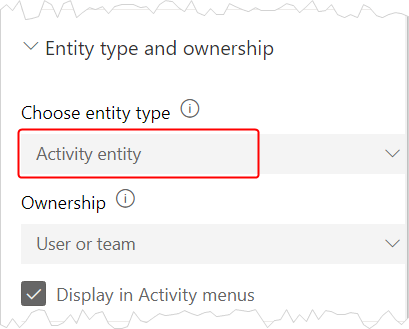 Entity type and ownership
Choose entity type
Activity entity
Ownership
User or team
Display in Activity menus